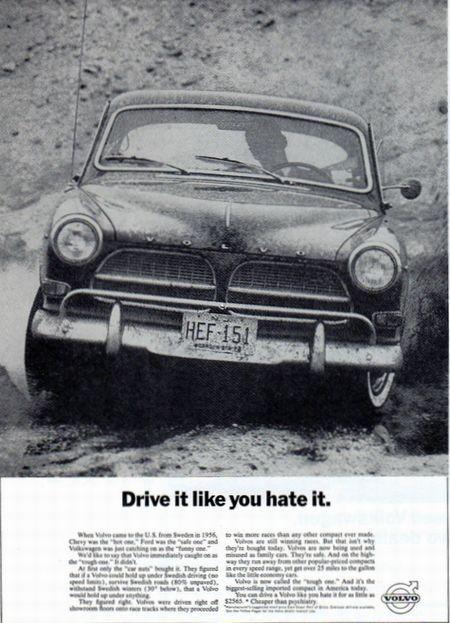 VOLVO
HEF-151
Drive it like you hate it.
When Volvo came to the U.S. from Sweden in 1956,
Chevy was the "hot one," Ford was the "safe one" and
Volkswagen was just catching on as the "funny one."
We'd like to say that Volvo immediately caught on as
the "tough one." It didn't.
At first only the "car nuts" bought it. They figured
that if a Volvo could hold up under Swedish driving (no
speed limits), survive Swedish roads (80% unpaved),
withstand Swedish winters (30° below), that a Volvo
would hold up under anything.
They figured right. Volvos were driven right off
showroom floors onto race tracks where they proceeded
to win more races than any other compact ever made.
Volvos are still winning races. But that isn't why
they're bought today. Volvos are now being used and
misused as family cars. They're safe. And on the high-
way they run away from other popular-priced compacts
in every speed range, yet get over 25 miles to the gallon
like the little economy cars.
Volvo is now called the "tough one." And it's the
biggest-selling imported compact in America today.
You can drive a Volvo like you hate it for as little as
$2565. * Cheaper than psychiatry.
VOLVO